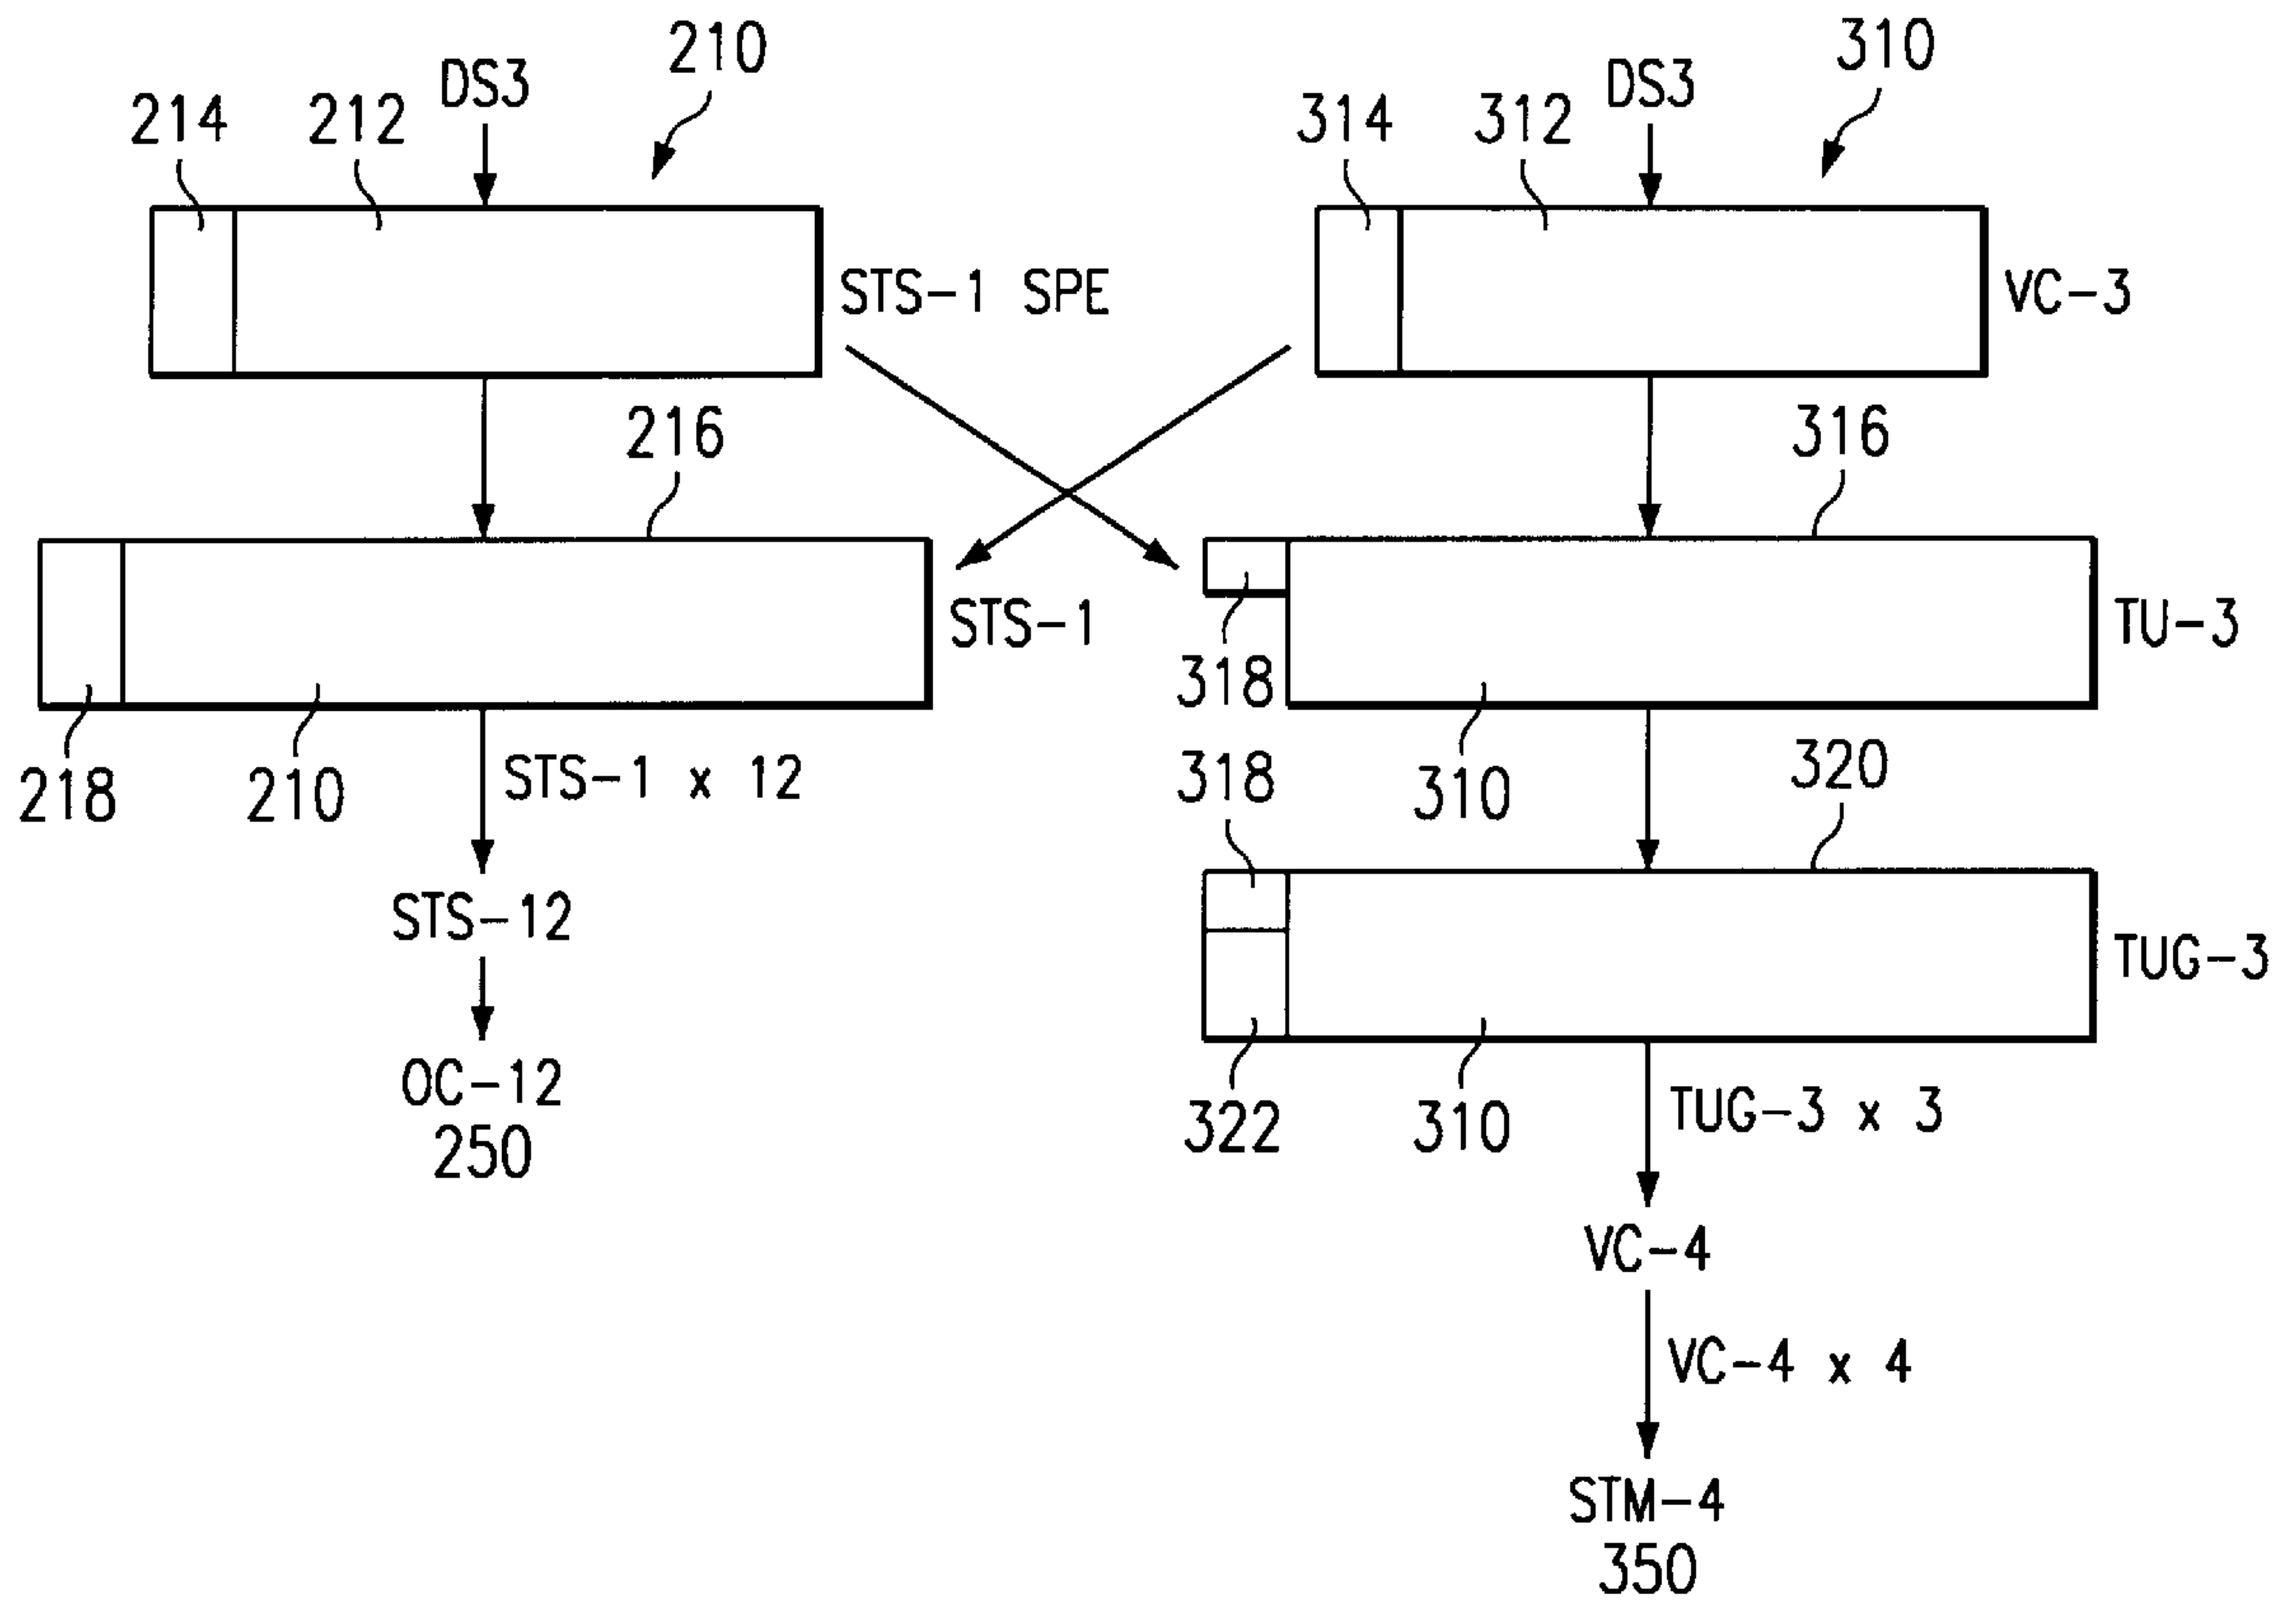 210
310
DS3
DS3
214
212
314
312
STS-1 SPE
VC-3
216
316
STS-1
TU-3
318
218
210
STS-1 x 12
318
310
320
STS-12
TUG-3
OC-12
250
322
310
TUG-3 x 3
VC-4
VC-4 x 4
STM-4
350